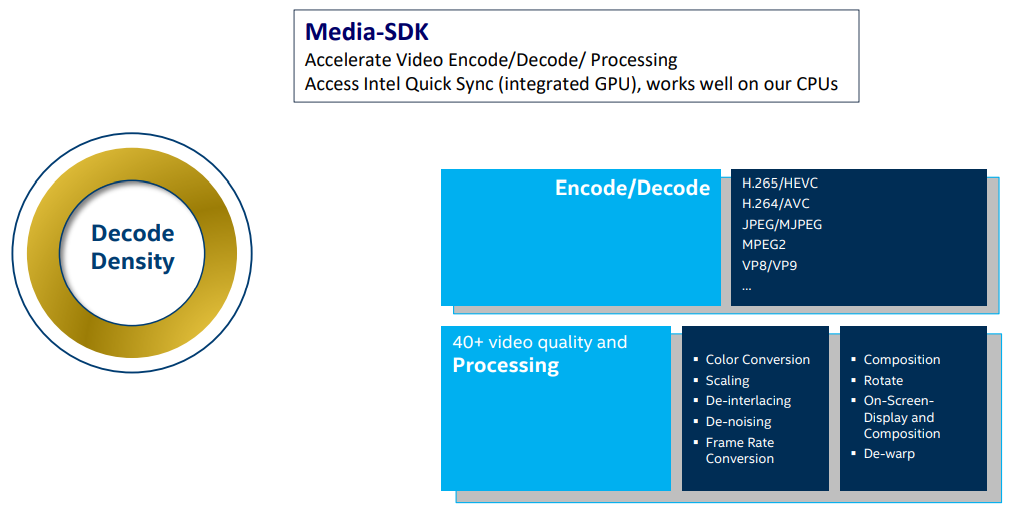 Media-SDK
Accelerate Video Encode/Decode/ Processing
Access Intel Quick Sync (integrated GPU), works well on our CPUs
Decode
Density
Encode/Decode
H.265/HEVC
H.264/AVC
JPEG/MJPEG
MPEG2
VP8/VP9
...
40+ video quality and
Processing
▪ Color Conversion
▪ Scaling
▪ De-interlacing
▪ De-noising
▪ Frame Rate
Conversion
▪ Composition
▪ Rotate
▪ On-Screen-
Display and
Composition
▪ De-warp